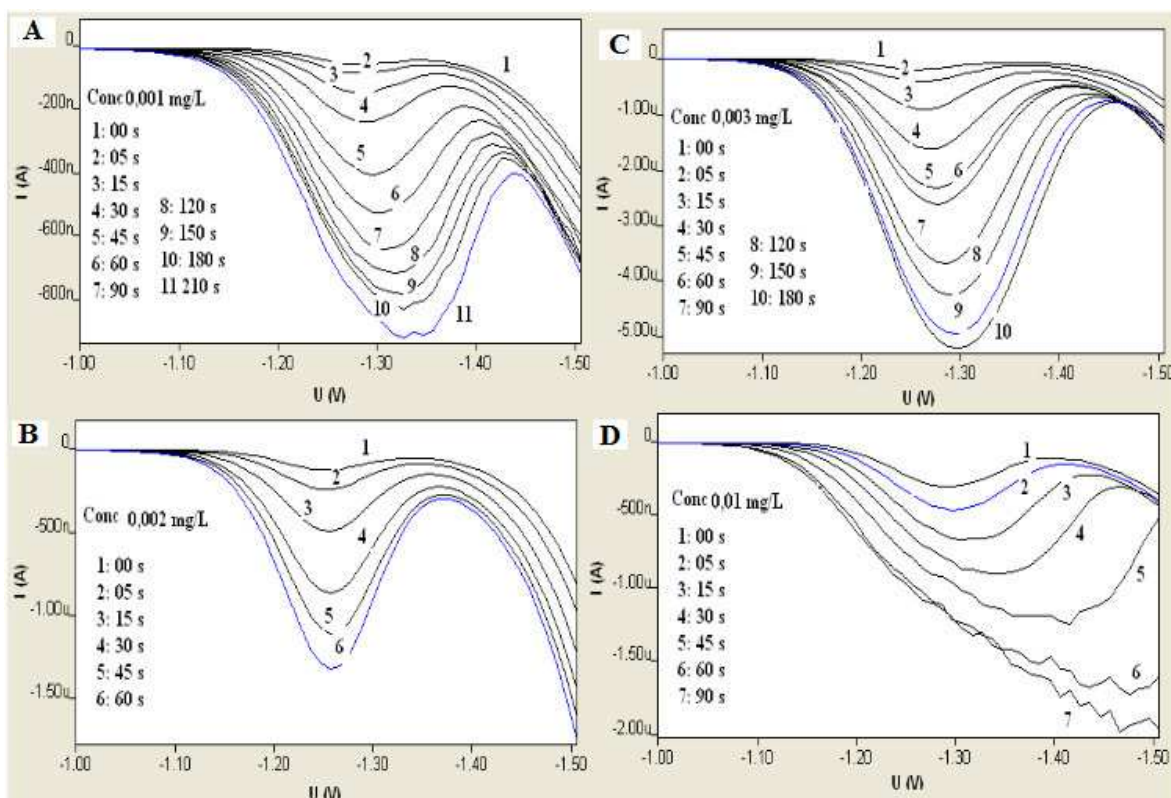 A
0
-200n
-400n
-600n
-800n
I (A)
Conc 0,001 mg/L
1: 00 s
2: 05 s
3: 15 s
4: 30 s
5: 45 s
6: 60 s
7: 90 s
8: 120 s
9: 150 s
10: 180 s
11 210 s
1
2
3
4
5
6
7
8
9
10
11
-1.00 -1.10 -1.20 -1.30 -1.40 -1.50
U (V)
C
0
-1.00u
-2.00u
-3.00u
-4.00u
-5.00u
I (A)
Conc 0,003 mg/L
1: 00 s
2: 05 s
3: 15 s
4: 30 s
5: 45 s
6: 60 s
7: 90 s
8: 120 s
9: 150 s
10: 180 s
1
2
3
4
5
6
7
8
9
10
-1.00 -1.10 -1.20 -1.30 -1.40 -1.50
U (V)
B
0
-500n
-1.00u
-1.50u
I (A)
Conc 0,002 mg/L
1: 00 s
2: 05 s
3: 15 s
4: 30 s
5: 45 s
6: 60 s
1
2
3
4
5
6
-1.00 -1.10 -1.20 -1.30 -1.40 -1.50
U (V)
D
0
-500n
-1.00u
-1.50u
-2.00u
I (A)
Conc 0,01 mg/L
1: 00 s
2: 05 s
3: 15 s
4: 30 s
5: 45 s
6: 60 s
7: 90 s
1
2
3
4
5
6
7
-1.00 -1.10 -1.20 -1.30 -1.40 -1.50
U (V)